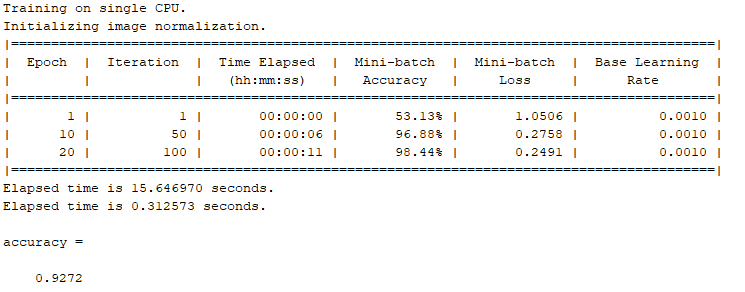 Training on single CPU.
Initializing image normalization.
|========================================================================================|
| Epoch | Iteration | Time Elapsed | Mini-batch | Mini-batch | Base Learning |
| | | (hh:mm:ss) | Accuracy | Loss | Rate |
|========================================================================================|
| 1 | 1 | 00:00:00 | 53.13% | 1.0506 | 0.0010 |
| 10 | 50 | 00:00:06 | 96.88% | 0.2758 | 0.0010 |
| 20 | 100 | 00:00:11 | 98.44% | 0.2491 | 0.0010 |
|========================================================================================|
Elapsed time is 15.646970 seconds.
Elapsed time is 0.312573 seconds.
accuracy =
0.9272